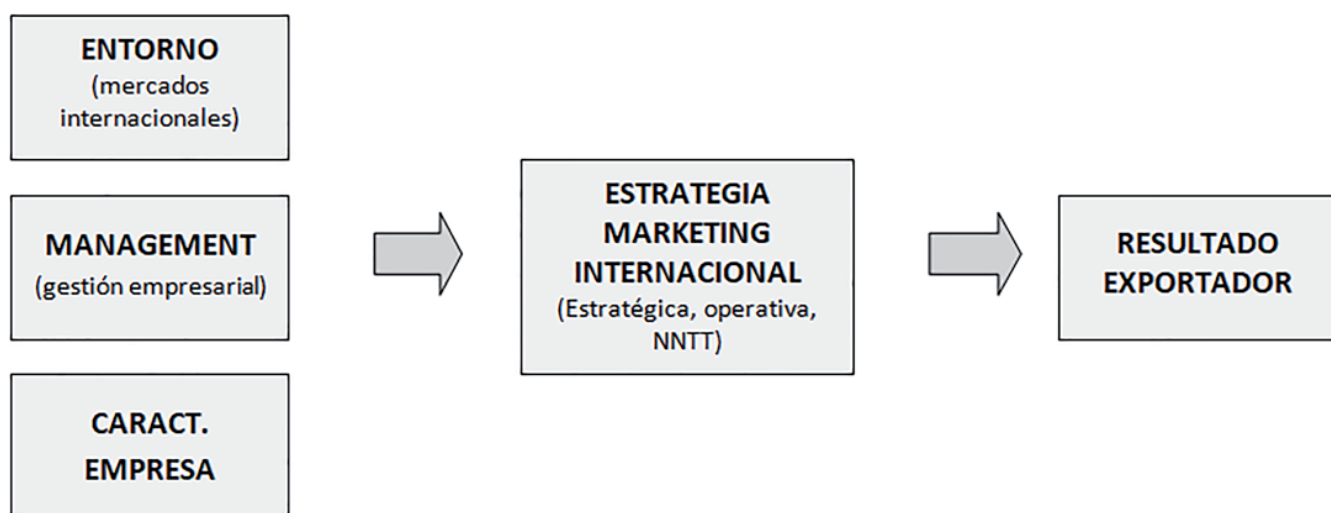 ENTORNO
(mercados
internacionales)
MANAGEMENT
(gestión empresarial)
CARACT.
EMPRESA
ESTRATEGIA
MARKETING
INTERNACIONAL
(Estratégica, operativa,
NNTT)
RESULTADO
EXPORTADOR